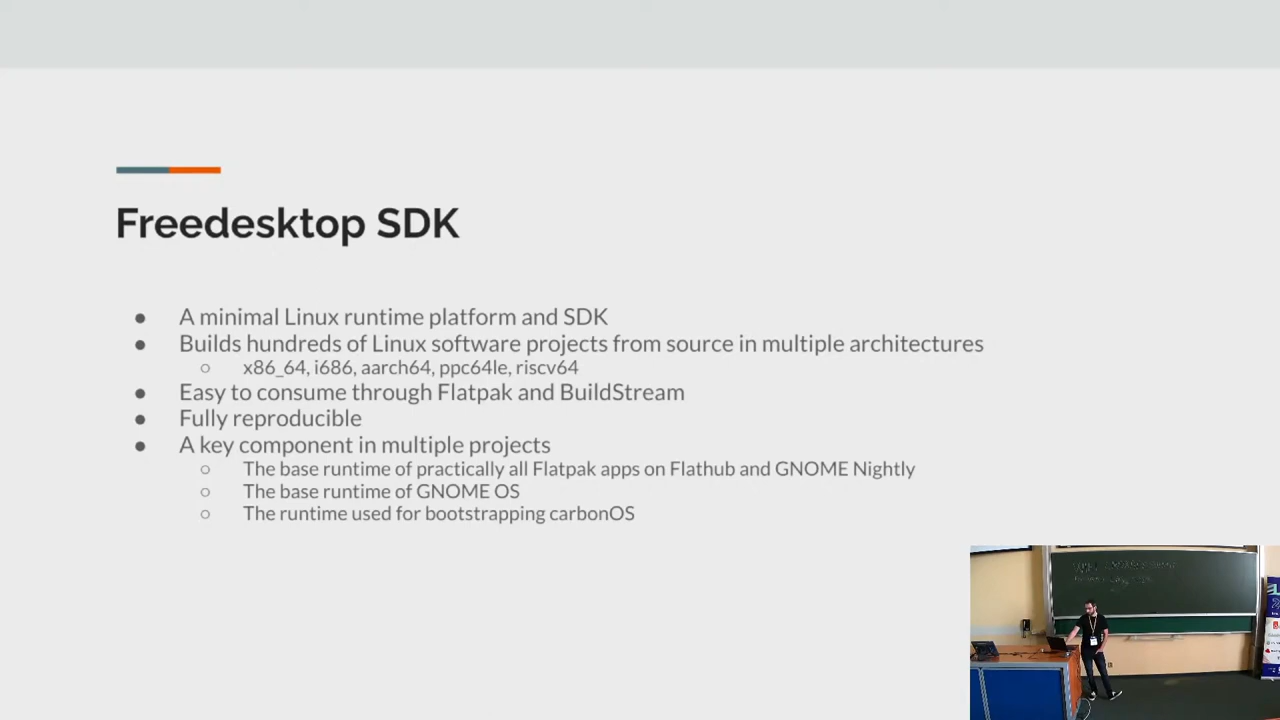 Freedesktop SDK
● A minimal Linux runtime platform and SDK
● Builds hundreds of Linux software projects from source in multiple architectures
○ x86_64, i686, aarch64, ppc64le, riscv64
● Easy to consume through Flatpak and BuildStream
● Fully reproducible
● A key component in multiple projects
○ The base runtime of practically all Flatpak apps on Flathub and GNOME Nightly
○ The base runtime of GNOME OS
○ The runtime used for bootstrapping carbonOS